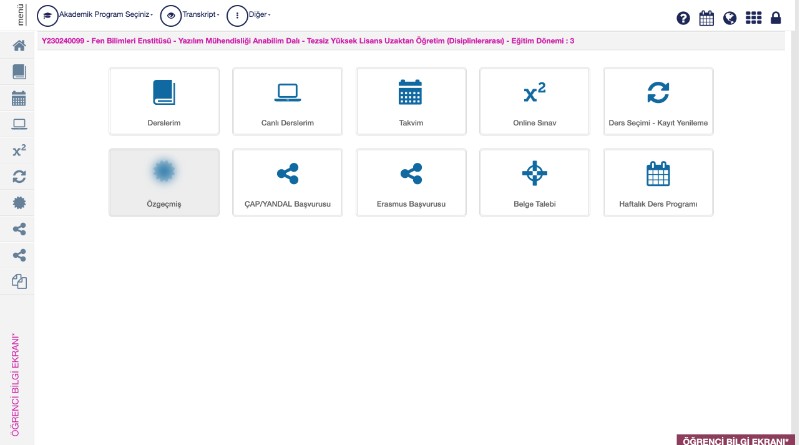 menü
Akademik Program Seçiniz
Transkript
Diğer
Y230240099 - Fen Bilimleri Enstitüsü - Yazılım Mühendisliği Anabilim Dalı - Tezsiz Yüksek Lisans Uzaktan Öğretim (Disiplinlerarası) - Eğitim Dönemi : 3
x²
Derslerim
Canlı Derslerim
Takvim
Online Sınav
Ders Seçimi - Kayıt Yenileme
x²
Özgeçmiş
ÇAP/YANDAL Başvurusu
Erasmus Başvurusu
Belge Talebi
Haftalık Ders Programı
ÖĞRENCİ BİLGİ EKRANI*
ÖĞRENCİ BİLGİ EKRANI*